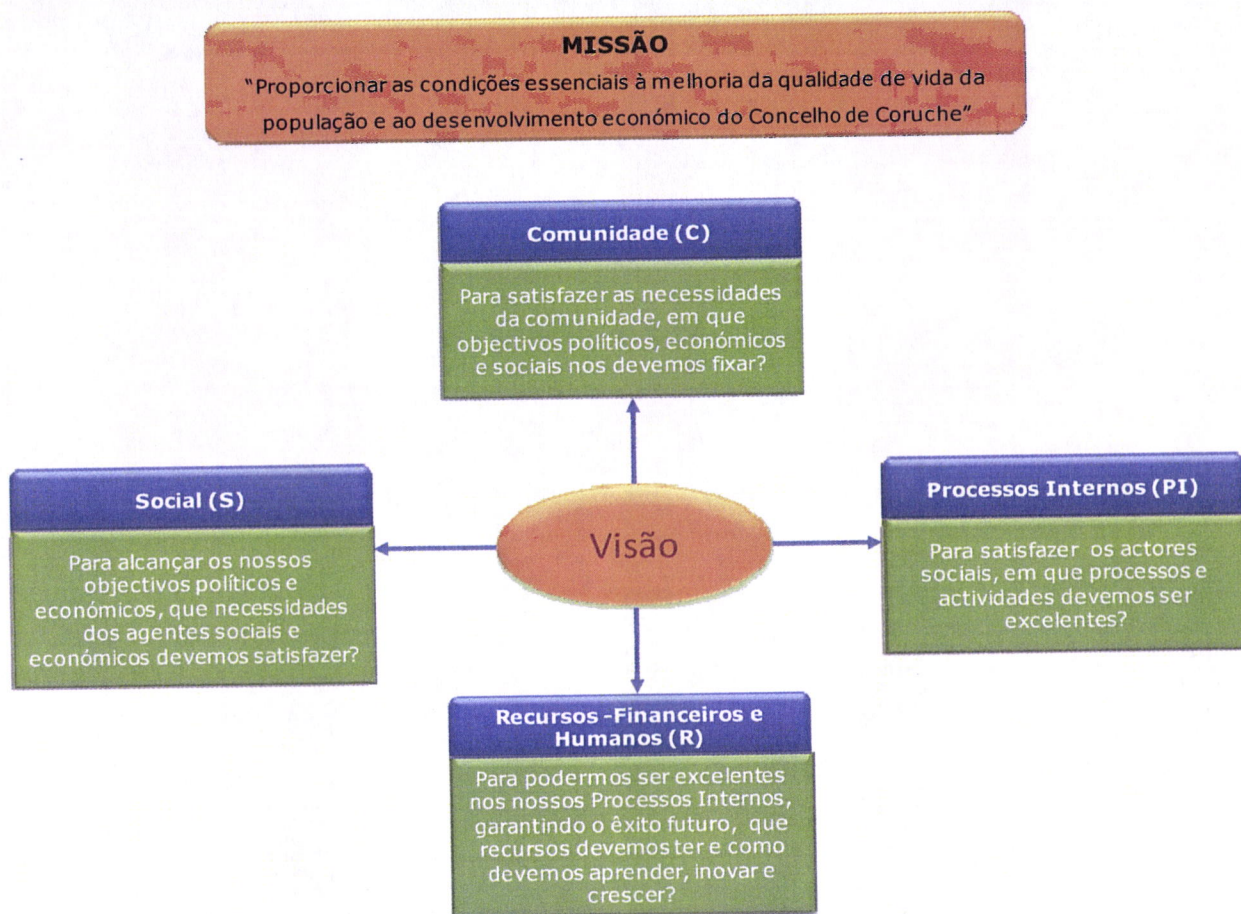 MISSÃO
“Proporcionar as condições essenciais à melhoria da qualidade de vida da
população e ao desenvolvimento económico do Concelho de Coruche”
Comunidade (C)
Para satisfazer as necessidades
da comunidade, em que
objectivos políticos, económicos
e sociais nos devemos fixar?
Social (S)
Para alcançar os nossos
objectivos políticos e
económicos, que necessidades
dos agentes sociais e
económicos devemos satisfazer?
Visão
Processos Internos (PI)
Para satisfazer os actores
sociais, em que processos e
actividades devemos ser
excelentes?
Recursos -Financeiros e
Humanos (R)
Para podermos ser excelentes
nos nossos Processos Internos,
garantindo o êxito futuro, que
recursos devemos ter e como
devemos aprender, inovar e
crescer?